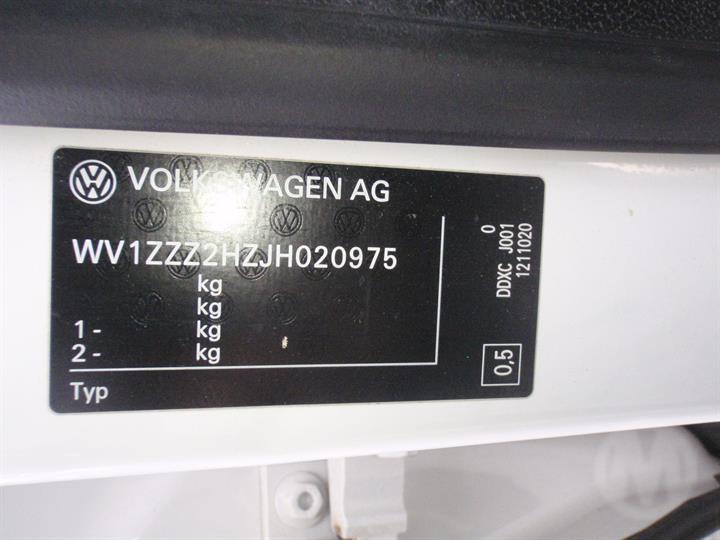 VOLKSWAGEN AG
WV1ZZZ2HZJH020975
kg
kg
1 - kg
2 - kg
Typ
0
DDXC J001
1211020
0,5